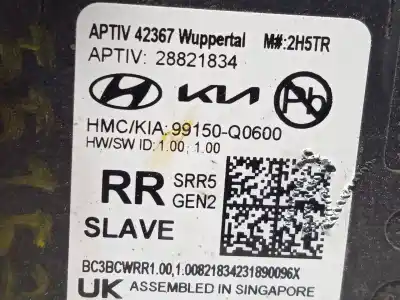 APTIV 42367 Wuppertal M#:2H5TR
APTIV: 28821834
KIA Pb
HMC/KIA: 99150-Q0600
HW/SW ID: 1.00; 1.00
RR SRR5
GEN2
SLAVE
BC3BCWRR1.00,1.00821834231890096X
UK ASSEMBLED IN SINGAPORE